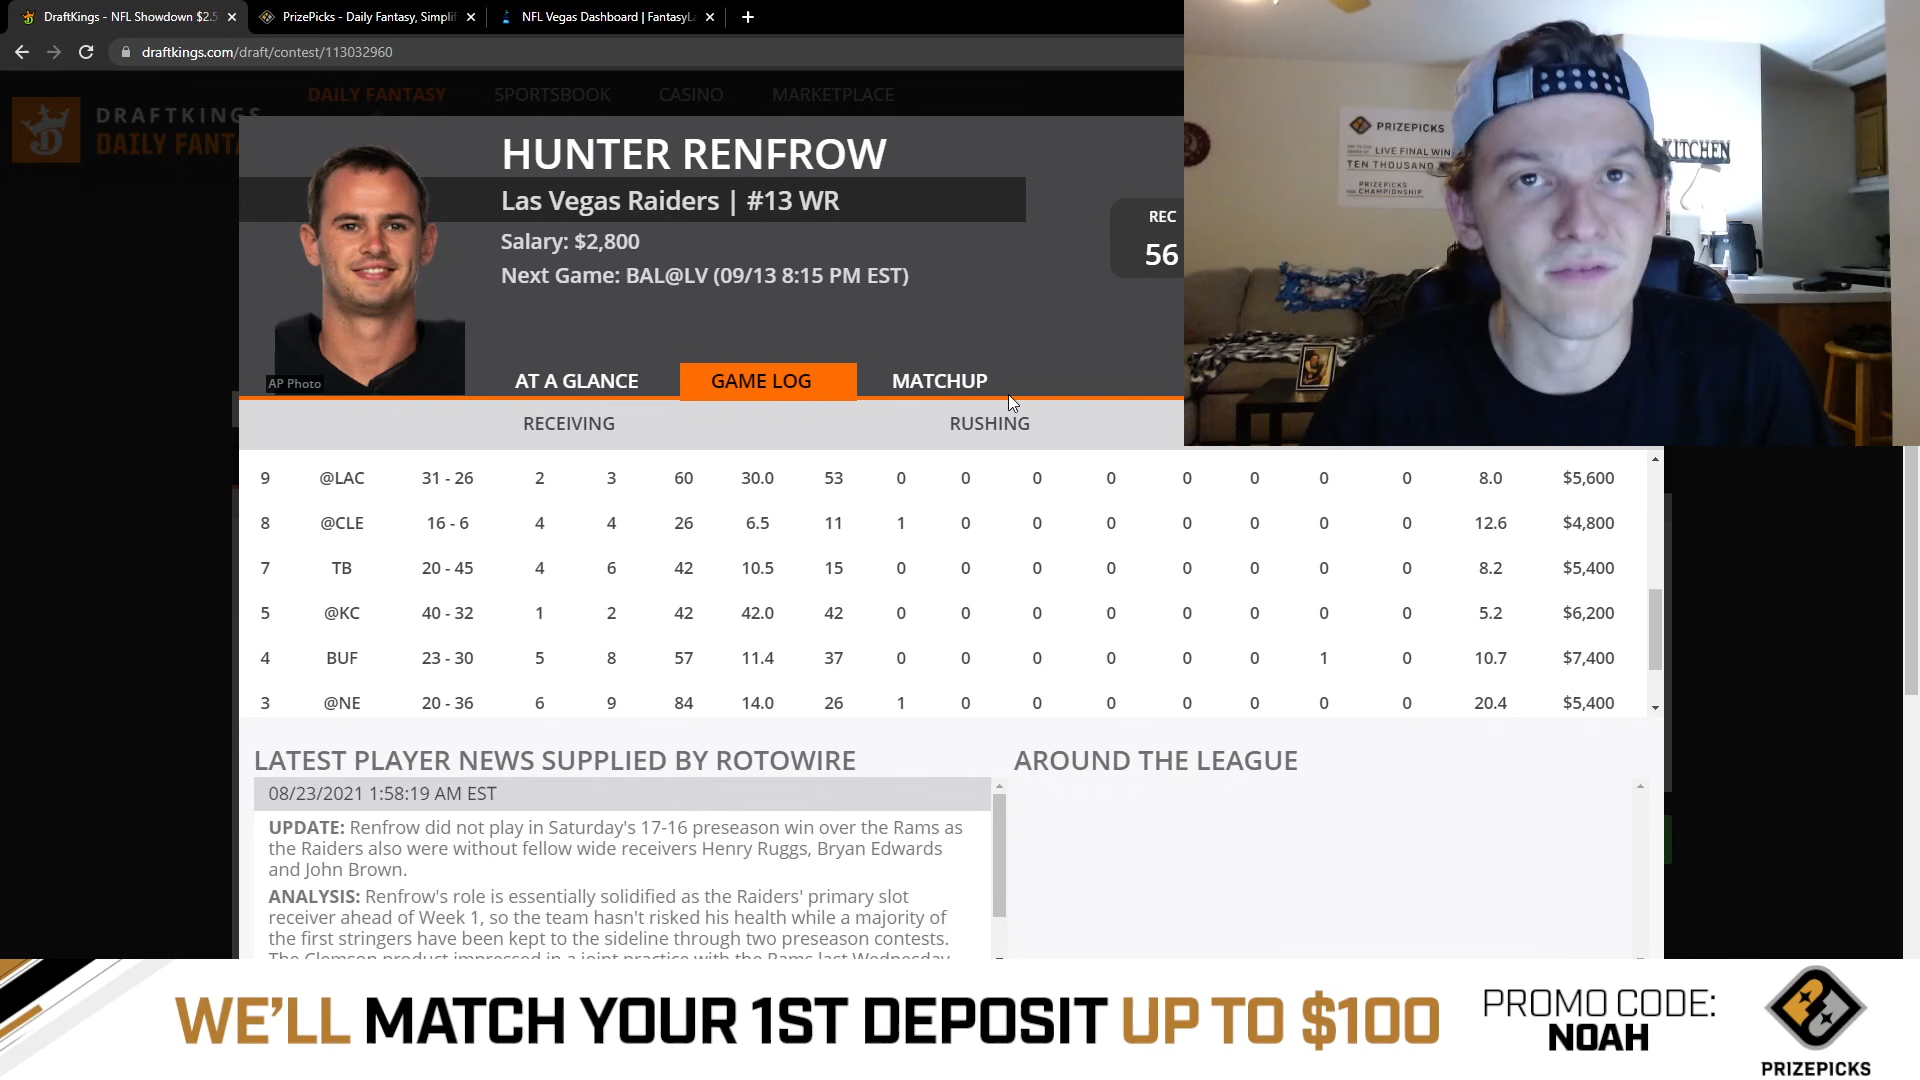 DraftKings - NFL Showdown $2.5
PrizePicks - Daily Fantasy, Simplif
NFL Vegas Dashboard | FantasyLa
draftkings.com/draft/contest/113032960
DAILY FANTASY SPORTSBOOK CASINO MARKETPLACE
DRAFTKINGS
DAILY FANTA
HUNTER RENFROW
Las Vegas Raiders | #13 WR
Salary: $2,800
Next Game: BAL@LV (09/13 8:15 PM EST)
REC
56
AP Photo
AT A GLANCE GAME LOG MATCHUP
RECEIVING RUSHING
9 @LAC 31 - 26 2 3 60 30.0 53 0 0 0 0 0 0 0 0 8.0 $5,600
8 @CLE 16 - 6 4 4 26 6.5 11 1 0 0 0 0 0 0 0 12.6 $4,800
7 TB 20 - 45 4 6 42 10.5 15 0 0 0 0 0 0 0 0 8.2 $5,400
5 @KC 40 - 32 1 2 42 42.0 42 0 0 0 0 0 0 0 0 5.2 $6,200
4 BUF 23 - 30 5 8 57 11.4 37 0 0 0 0 0 0 1 0 10.7 $7,400
3 @NE 20 - 36 6 9 84 14.0 26 1 0 0 0 0 0 0 0 20.4 $5,400
LATEST PLAYER NEWS SUPPLIED BY ROTOWIRE
08/23/2021 1:58:19 AM EST
UPDATE: Renfrow did not play in Saturday's 17-16 preseason win over the Rams as
the Raiders also were without fellow wide receivers Henry Ruggs, Bryan Edwards
and John Brown.
ANALYSIS: Renfrow's role is essentially solidified as the Raiders' primary slot
receiver ahead of Week 1, so the team hasn't risked his health while a majority of
the first stringers have been kept to the sideline through two preseason contests.
The Clemson product impressed in a joint practice with the Rams last Wednesday
AROUND THE LEAGUE
PRIZEPICKS
LIVE FINAL WIN
TEN THOUSAND
PRIZEPICKS
CHAMPIONSHIP
KITCHEN
WE'LL MATCH YOUR 1ST DEPOSIT UP TO $100
PROMO CODE:
NOAH
PRIZEPICKS